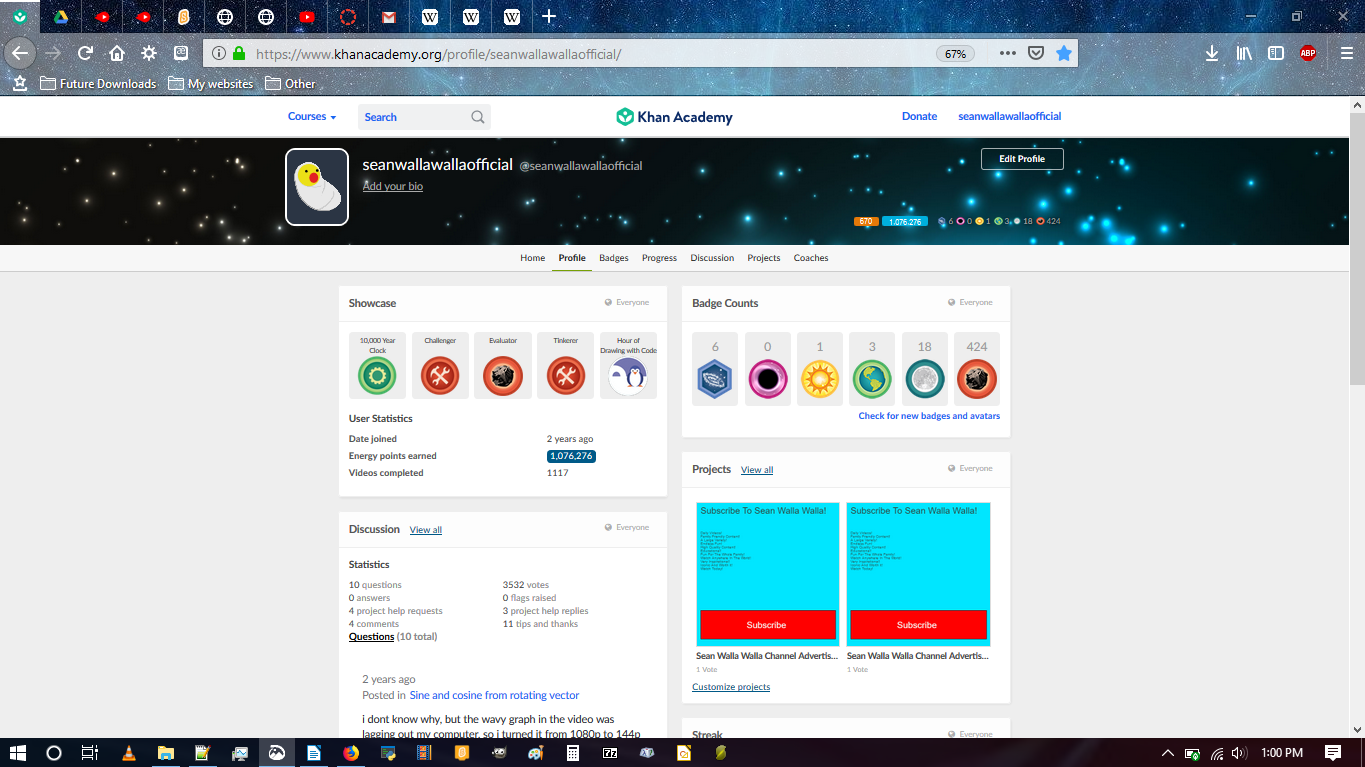 https://www.khanacademy.org/profile/seanwallawallaofficial/
67%
ABP
Future Downloads
My websites
Other
Courses
Search
Khan Academy
Donate
seanwallawallaofficial
seanwallawallaofficial @seanwallawallaofficial
Add your bio
Edit Profile
670 1,076,276 6 0 1 3 18 424
Home Profile Badges Progress Discussion Projects Coaches
Showcase
Everyone
10,000 Year Clock
Challenger
Evaluator
Tinkerer
Hour of Drawing with Code
User Statistics
Date joined 2 years ago
Energy points earned 1,076,276
Videos completed 1117
Badge Counts
Everyone
6 0 1 3 18 424
Check for new badges and avatars
Discussion View all
Everyone
Statistics
10 questions 3532 votes
0 answers 0 flags raised
4 project help requests 3 project help replies
4 comments 11 tips and thanks
Questions (10 total)
2 years ago
Posted in Sine and cosine from rotating vector
i dont know why, but the wavy graph in the video was
lagging out my computer, so i turned it from 1080p to 144p
Projects View all
Everyone
Subscribe To Sean Walla Walla!
Subscribe
Sean Walla Walla Channel Advertis...
1 Vote
Subscribe To Sean Walla Walla!
Subscribe
Sean Walla Walla Channel Advertis...
1 Vote
Customize projects
Streak
Everyone
1:00 PM